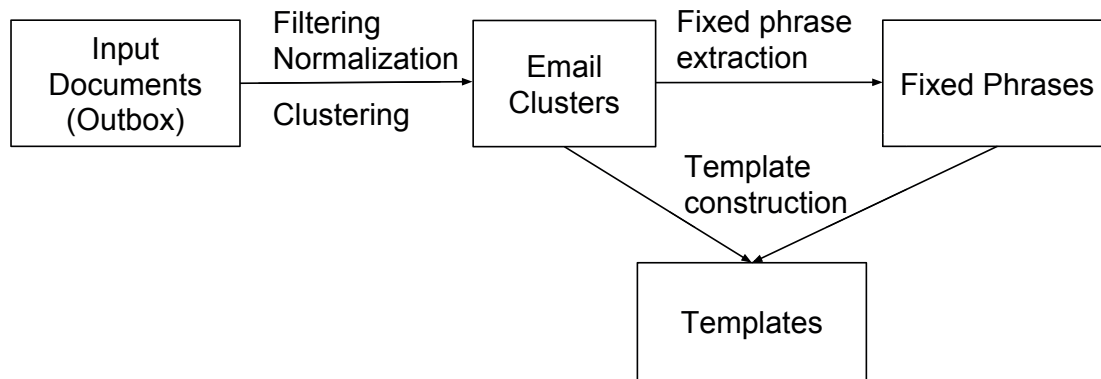 Input
Documents
(Outbox)
Filtering
Normalization
Clustering
Email
Clusters
Fixed phrase
extraction
Fixed Phrases
Template
construction
Templates